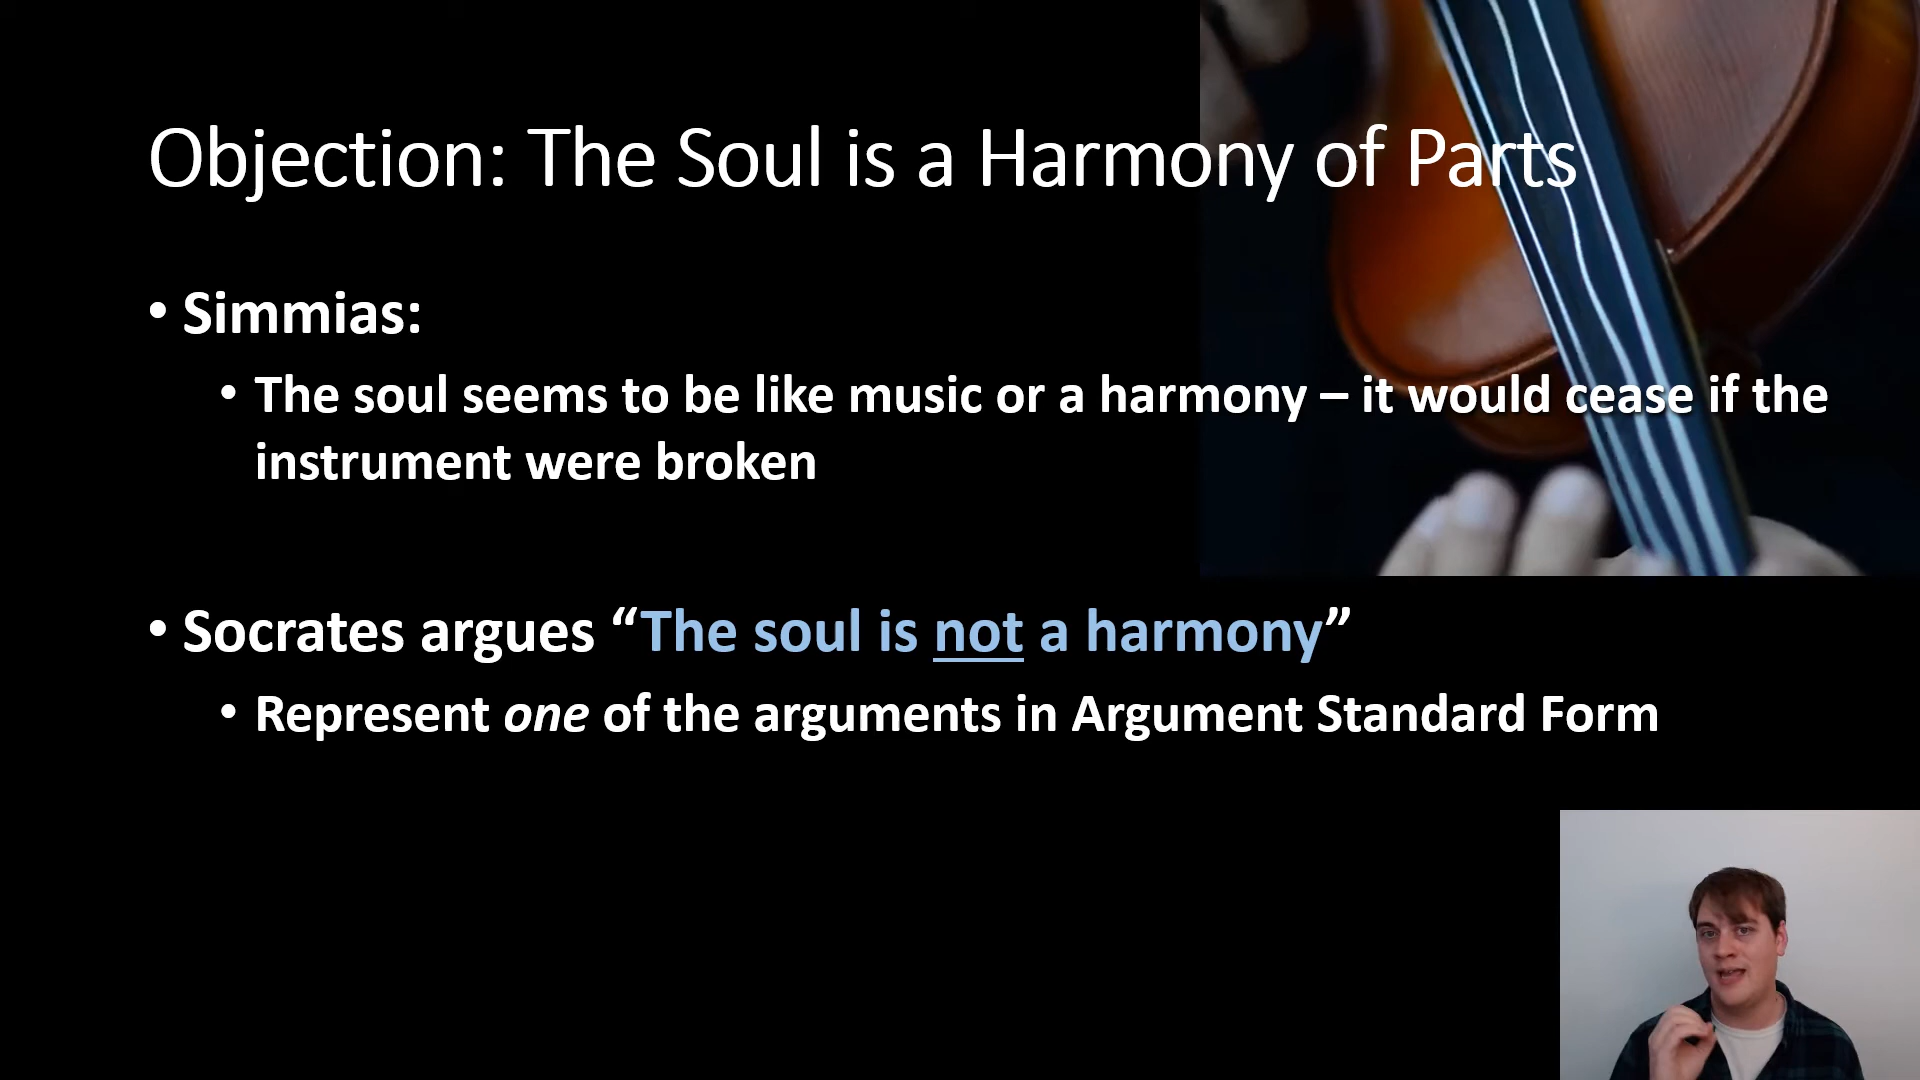 Objection: The Soul is a Harmony of Parts
• Simmias:
• The soul seems to be like music or a harmony – it would cease if the
instrument were broken
• Socrates argues “The soul is not a harmony”
• Represent one of the arguments in Argument Standard Form